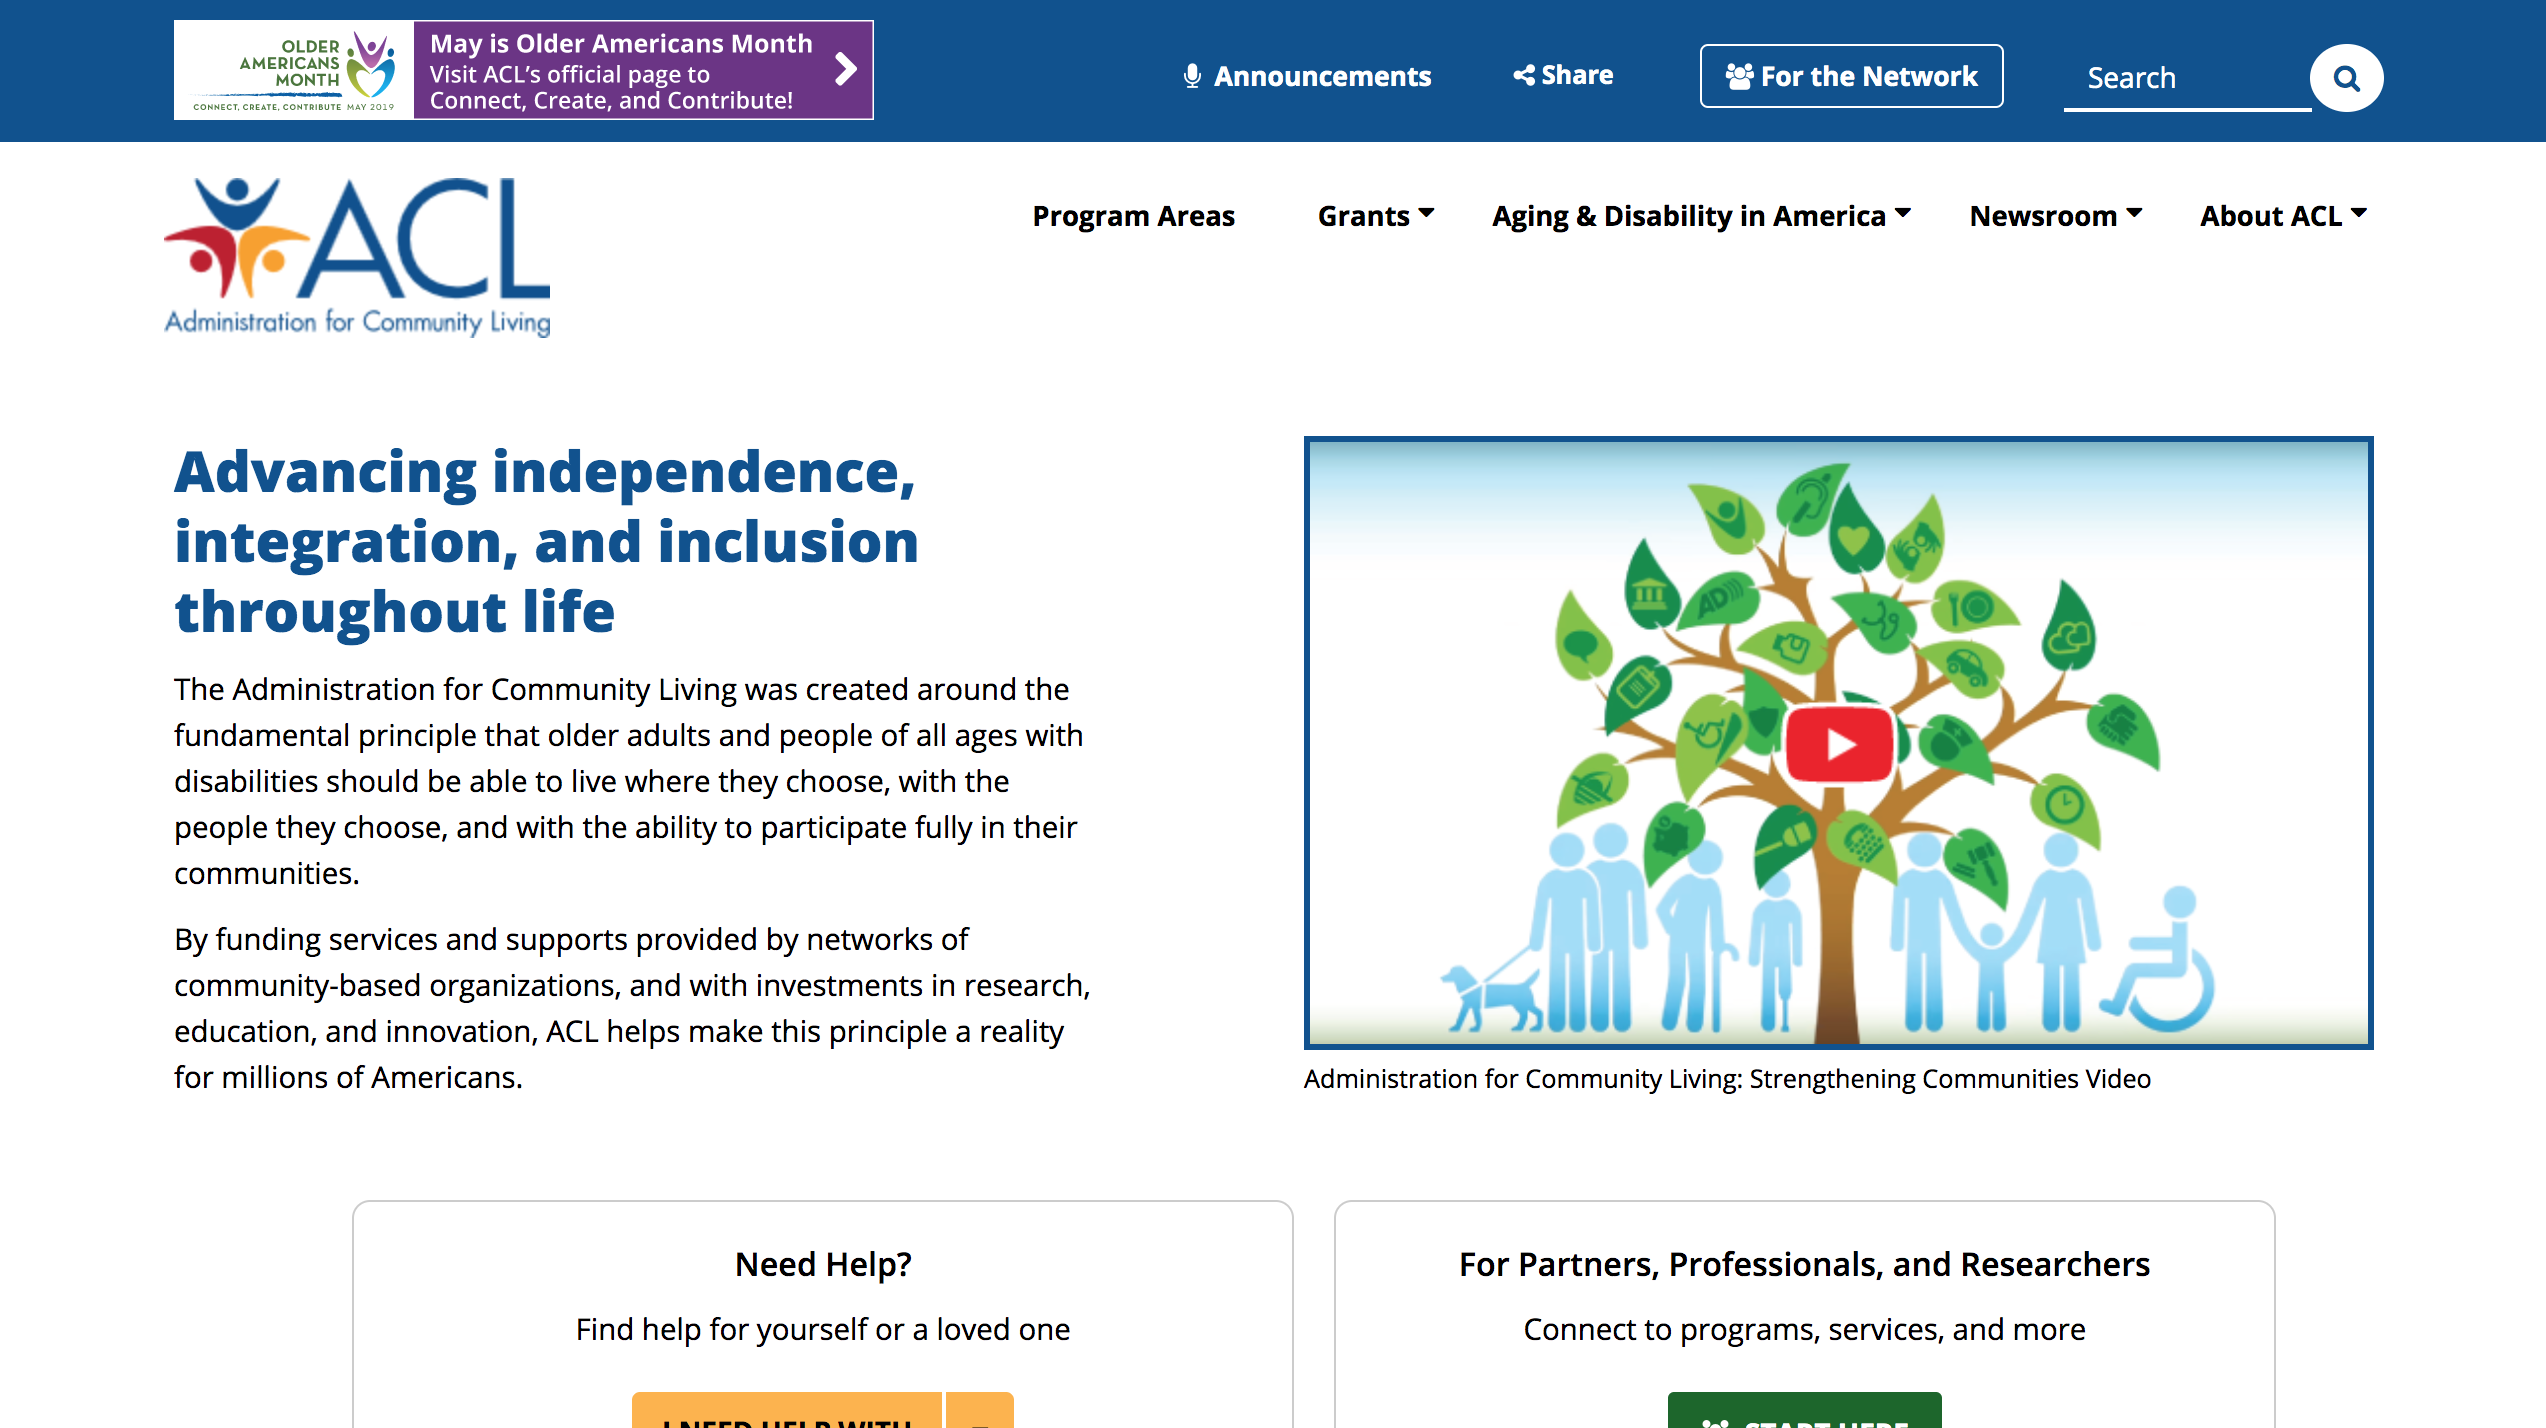 OLDER
AMERICANS
MONTH
CONNECT, CREATE, CONTRIBUTE MAY 2019
May is Older Americans Month
Visit ACL's official page to
Connect, Create, and Contribute!
Announcements
Share
For the Network
Search
ACL
Administration for Community Living
Program Areas
Grants
Aging & Disability in America
Newsroom
About ACL
Advancing independence,
integration, and inclusion
throughout life
The Administration for Community Living was created around the
fundamental principle that older adults and people of all ages with
disabilities should be able to live where they choose, with the
people they choose, and with the ability to participate fully in their
communities.
By funding services and supports provided by networks of
community-based organizations, and with investments in research,
education, and innovation, ACL helps make this principle a reality
for millions of Americans.
AD
Administration for Community Living: Strengthening Communities Video
Need Help?
Find help for yourself or a loved one
I NEED HELP WITH
For Partners, Professionals, and Researchers
Connect to programs, services, and more
START HERE